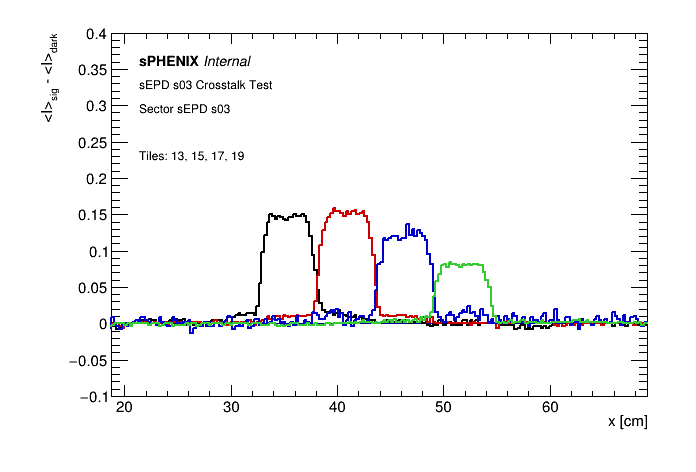 <I>sig - <I>dark
0.4
0.35
0.3
0.25
0.2
0.15
0.1
0.05
0
−0.05
−0.1
sPHENIX Internal
sEPD s03 Crosstalk Test
Sector sEPD s03
Tiles: 13, 15, 17, 19
20 30 40 50 60
x [cm]